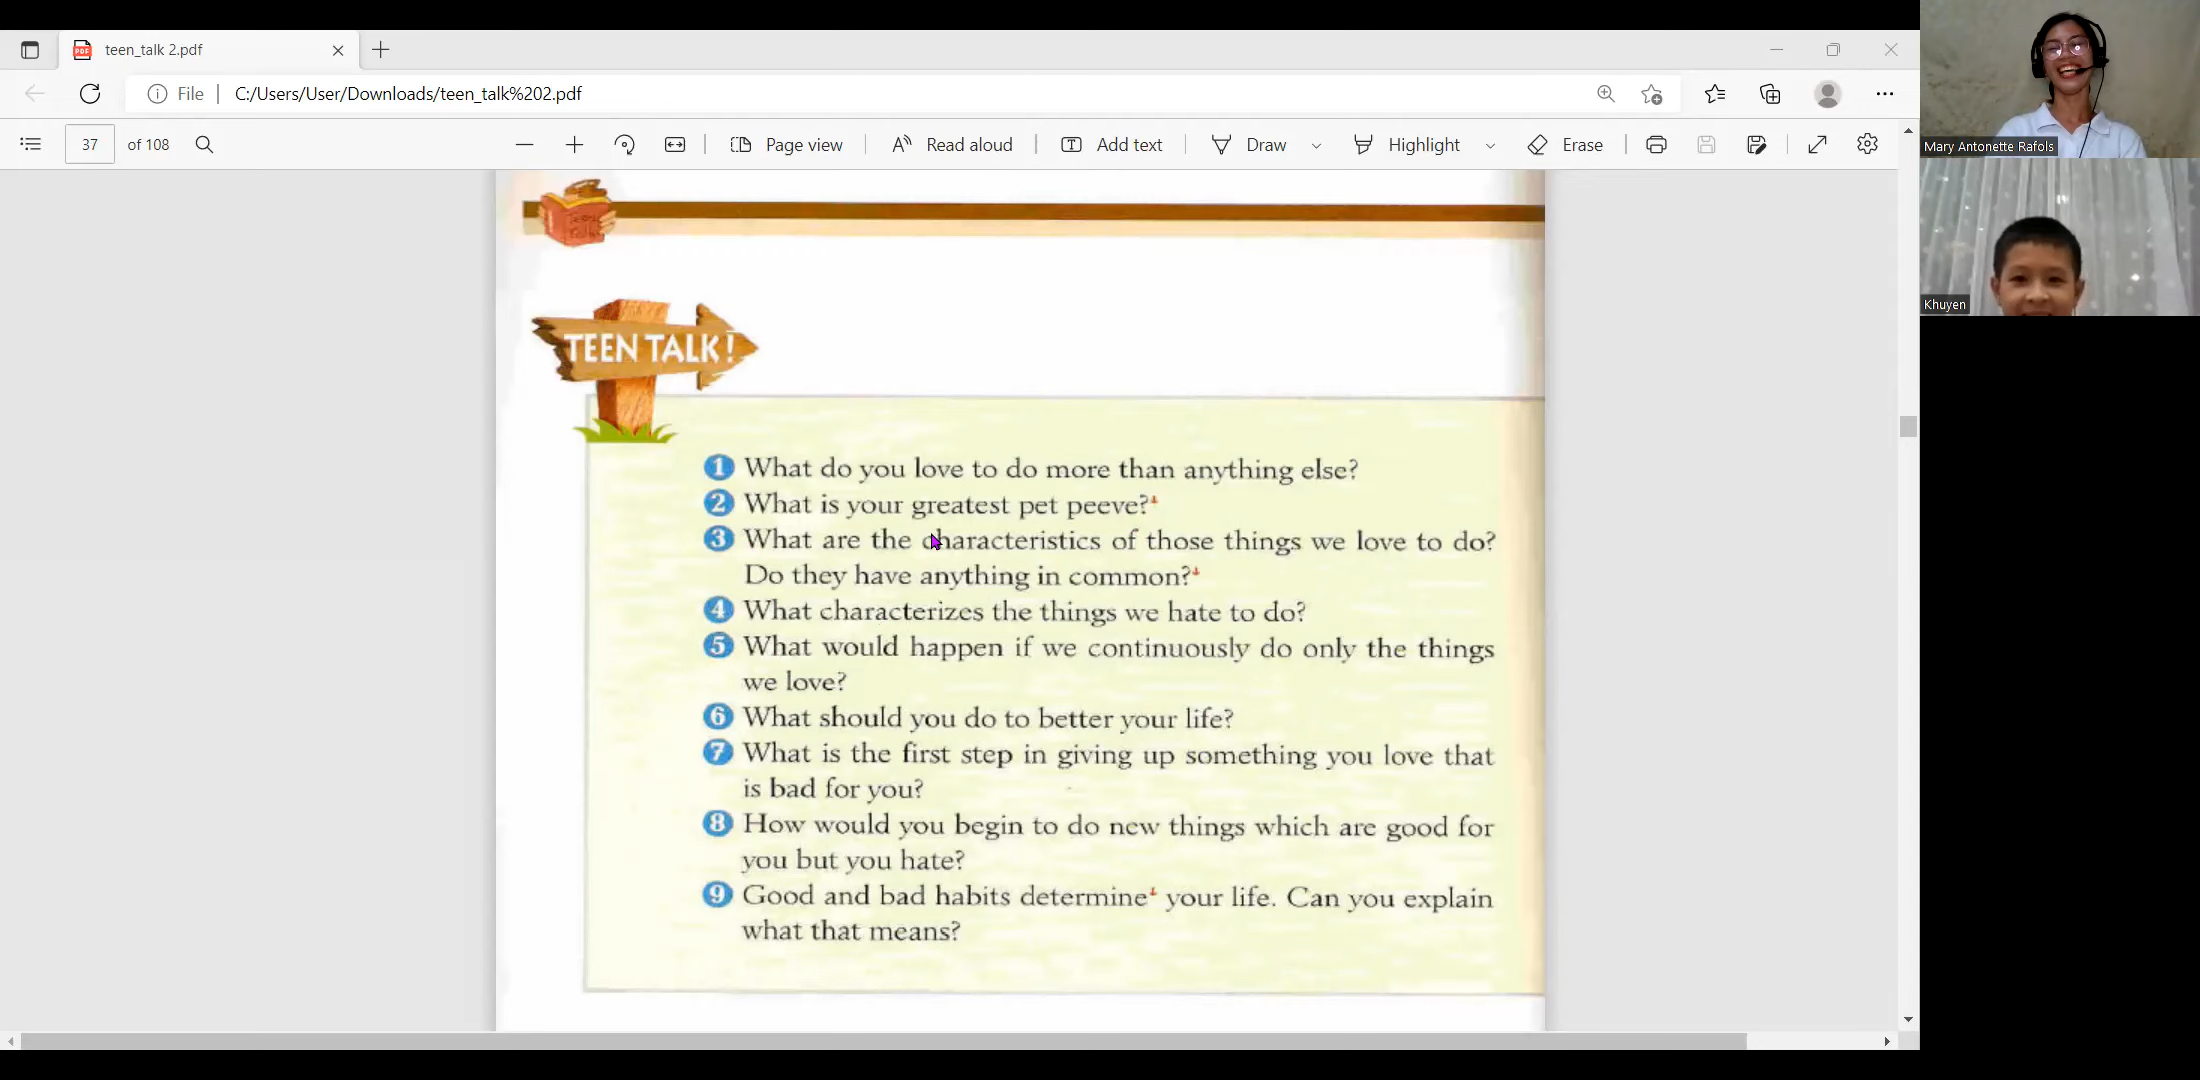 teen_talk 2.pdf
File
C:/Users/User/Downloads/teen_talk%202.pdf
37 of 108
Page view
Read aloud
Add text
Draw
Highlight
Erase
Mary Antonette Rafols
Khuyen
TEEN TALK!
1 What do you love to do more than anything else?
2 What is your greatest pet peeve?
3 What are the characteristics of those things we love to do?
Do they have anything in common?
4 What characterizes the things we hate to do?
5 What would happen if we continuously do only the things
we love?
6 What should you do to better your life?
7 What is the first step in giving up something you love that
is bad for you?
8 How would you begin to do new things which are good for
you but you hate?
9 Good and bad habits determine your life. Can you explain
what that means?